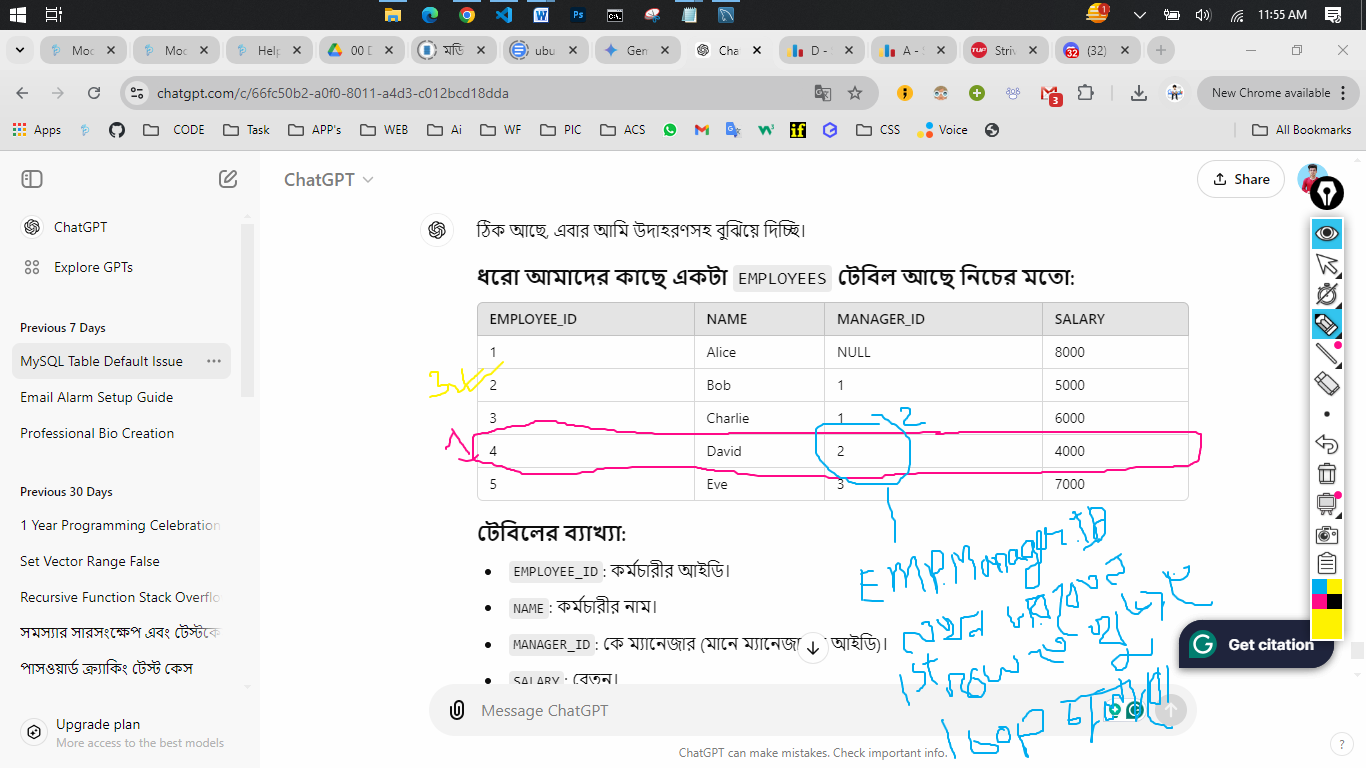 11:55 AM
Moc
Moc
Help
00 D
মডি
ubu
Gen
Cha
D -
A -
Striv
(32)
chatgpt.com/c/66fc50b2-a0f0-8011-a4d3-c012bcd18dda
New Chrome available
Apps
CODE
Task
APP's
WEB
Ai
WF
PIC
ACS
CSS
Voice
All Bookmarks
ChatGPT
Share
ChatGPT
Explore GPTs
Previous 7 Days
MySQL Table Default Issue
Email Alarm Setup Guide
Professional Bio Creation
Previous 30 Days
1 Year Programming Celebration
Set Vector Range False
Recursive Function Stack Overflo
সমস্যার সারসংক্ষেপ এবং টেস্টকে
পাসওয়ার্ড ক্র্যাকিং টেস্ট কেস
Upgrade plan
More access to the best models
ঠিক আছে, এবার আমি উদাহরণসহ বুঝিয়ে দিচ্ছি।
ধরো আমাদের কাছে একটা EMPLOYEES টেবিল আছে নিচের মতো:
EMPLOYEE_ID NAME MANAGER_ID SALARY
1 Alice NULL 8000
2 Bob 1 5000
3 Charlie 1 6000
4 David 2 4000
5 Eve 3 7000
2
টেবিলের ব্যাখ্যা:
EMPLOYEE_ID: কর্মচারীর আইডি।
NAME: কর্মচারীর নাম।
MANAGER_ID: কে ম্যানেজার (মানে ম্যানেজা আইডি)।
SALARY: বেতন।
EMP Manager ID
1st row
Loop
Get citation
Message ChatGPT
ChatGPT can make mistakes. Check important info.
?